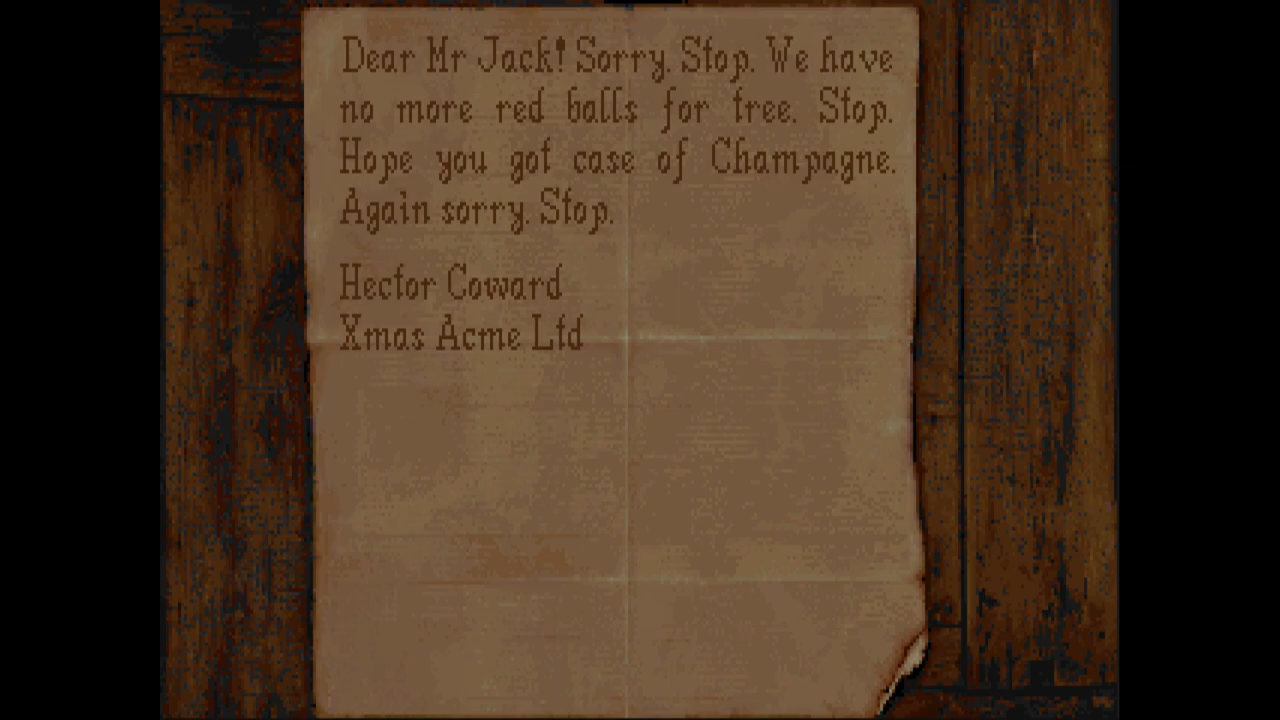 Dear Mr Jack! Sorry. Stop. We have
no more red balls for tree. Stop.
Hope you got case of Champagne.
Again sorry. Stop.
Hector Coward
Xmas Acme Ltd